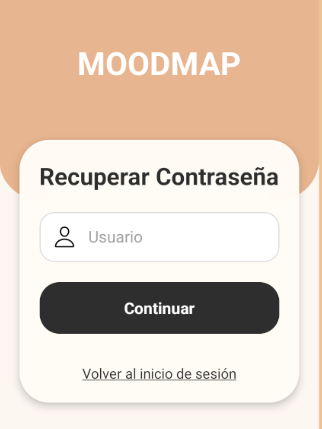 MOODMAP
Recuperar Contraseña
Usuario
Continuar
Volver al inicio de sesión